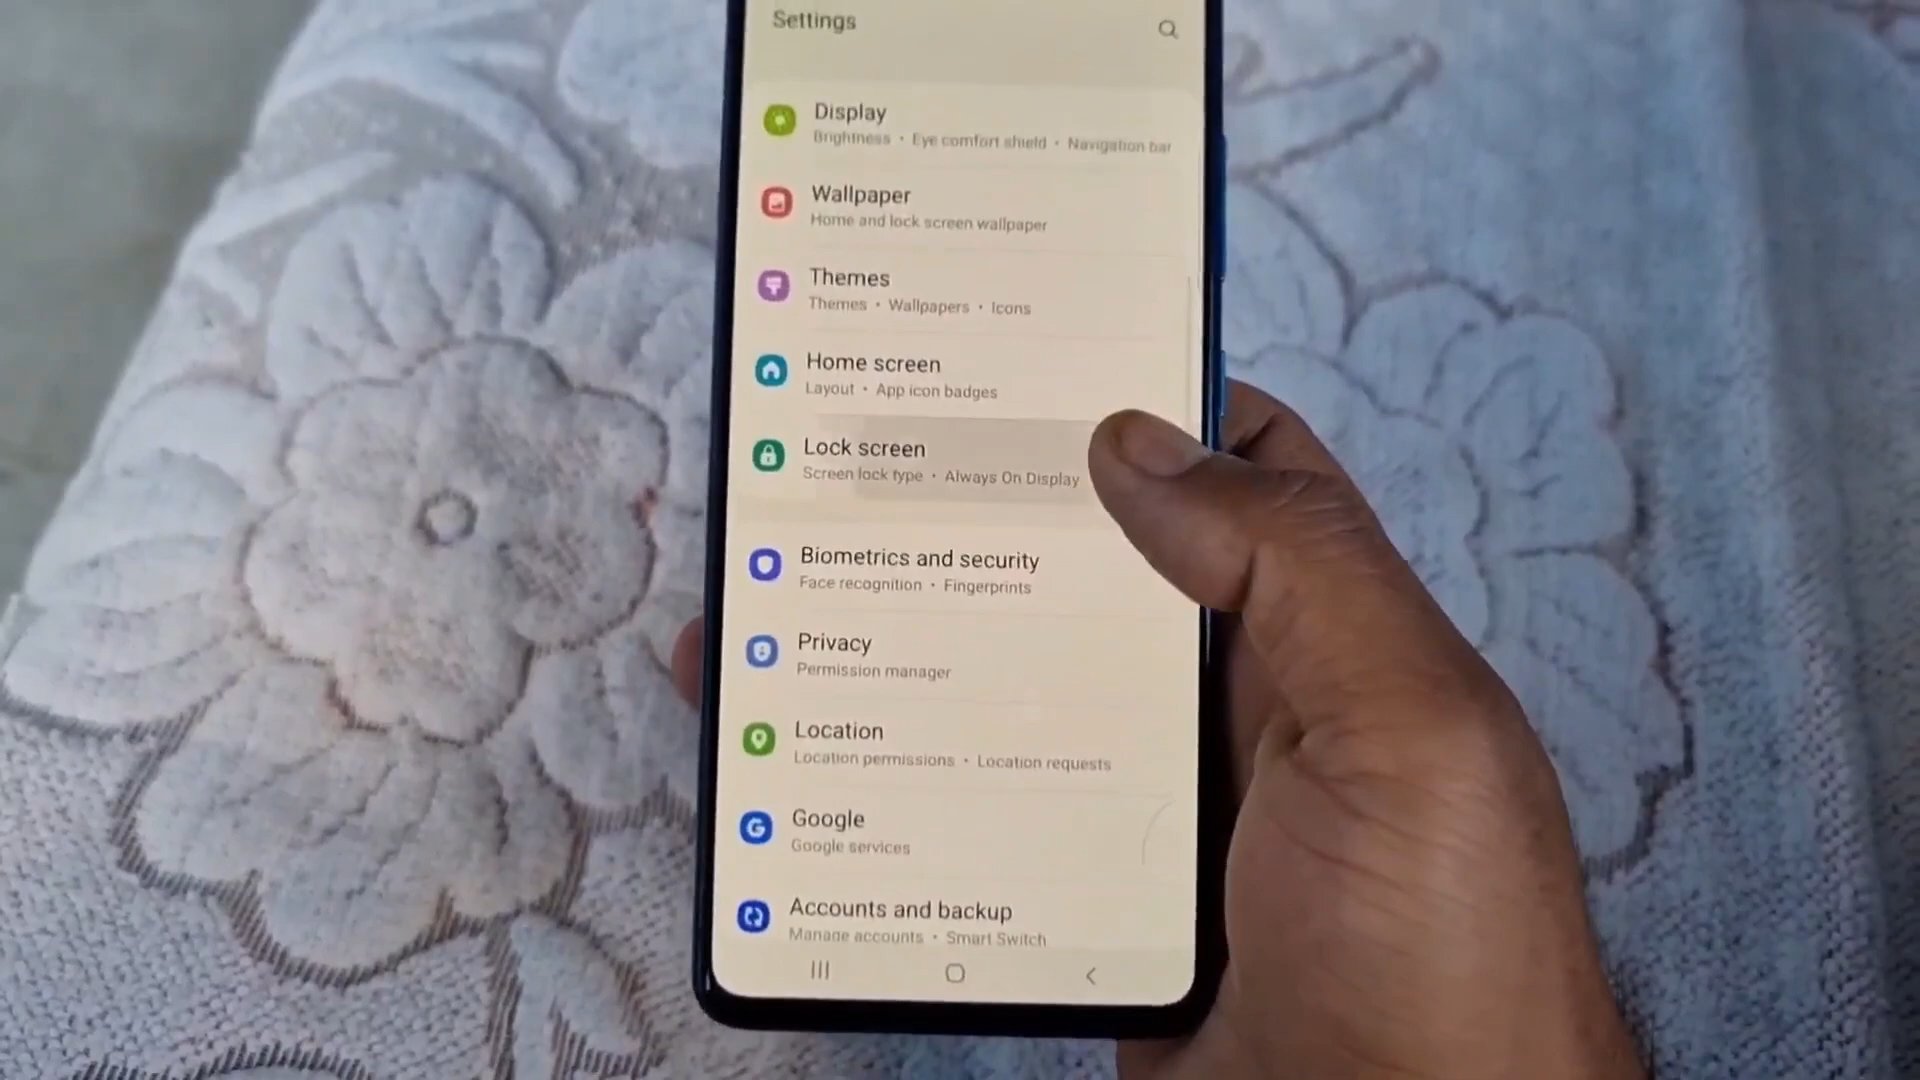 Settings
Display
Brightness • Eye comfort shield • Navigation bar
Wallpaper
Home and lock screen wallpaper
Themes
Themes • Wallpapers • Icons
Home screen
Layout • App icon badges
Lock screen
Screen lock type • Always On Display
Biometrics and security
Face recognition • Fingerprints
Privacy
Permission manager
Location
Location permissions • Location requests
Google
Google services
Accounts and backup
Manage accounts • Smart Switch